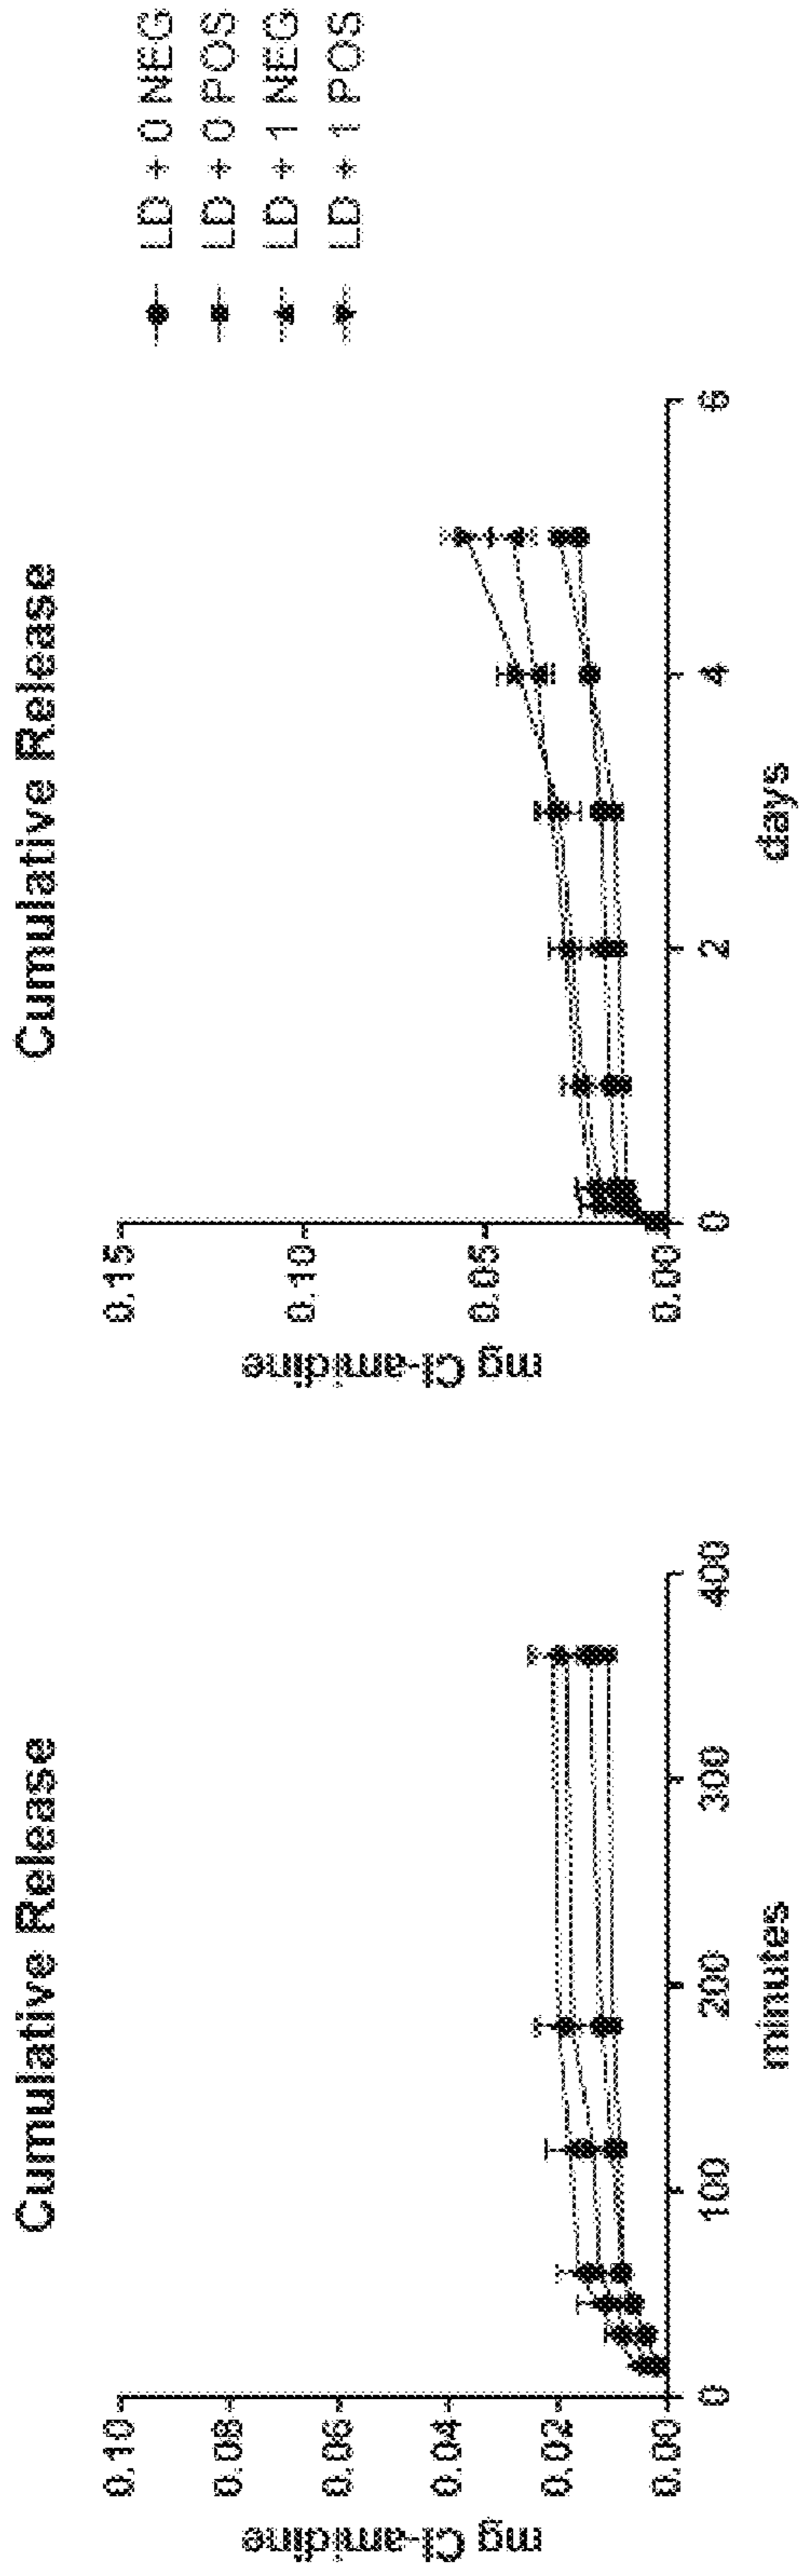 Cumulative Release
mg Cl-amidine
0.10
0.08
0.06
0.04
0.02
0.00
0
100
200
300
400
minutes
Cumulative Release
mg Cl-amidine
0.15
0.10
0.05
0.00
0
2
4
6
days
LD + 0 NEG
LD + 0 POS
LD + 1 NEG
LD + 1 POS